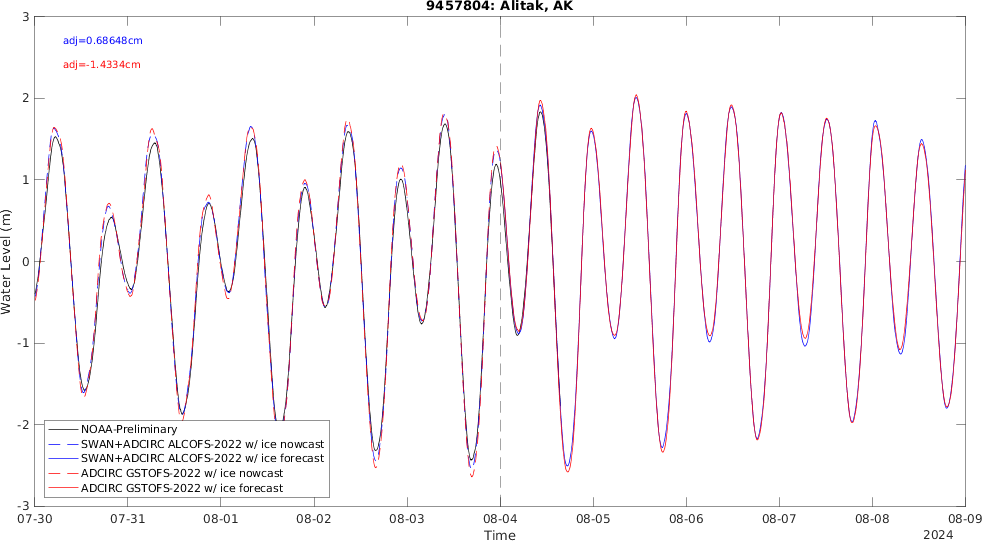 9457804: Alitak, AK
adj=0.68648cm
adj=-1.4334cm
Water Level (m)
3
2
1
0
-1
-2
-3
NOAA-Preliminary
SWAN+ADCIRC ALCOFS-2022 w/ ice nowcast
SWAN+ADCIRC ALCOFS-2022 w/ ice forecast
ADCIRC GSTOFS-2022 w/ ice nowcast
ADCIRC GSTOFS-2022 w/ ice forecast
07-30 07-31 08-01 08-02 08-03 08-04 08-05 08-06 08-07 08-08 08-09
Time
2024